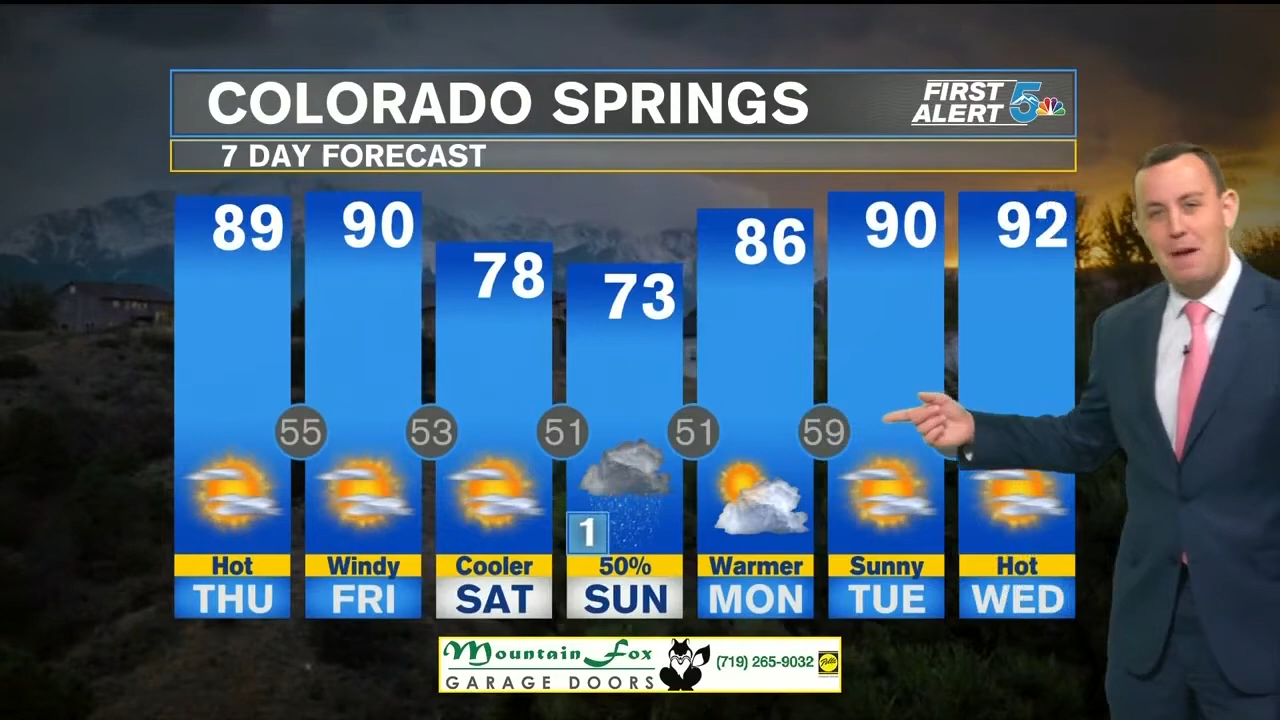 COLORADO SPRINGS
FIRST
ALERT 5
7 DAY FORECAST
89 90 78 73 86 90 92
55 53 51 51 59
1
Hot Windy Cooler 50% Warmer Sunny Hot
THU FRI SAT SUN MON TUE WED
Mountain Fox
GARAGE DOORS
(719) 265-9032